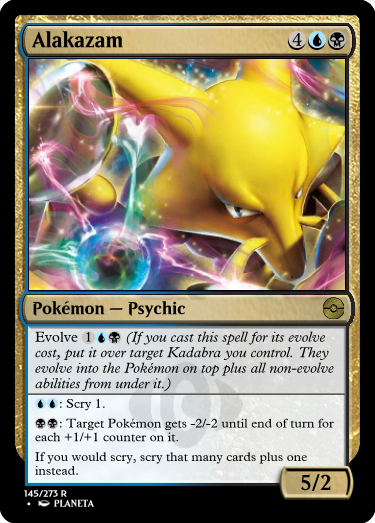 Alakazam 4
Pokémon — Psychic
Evolve 1 (If you cast this spell for its evolve
cost, put it over target Kadabra you control. They
evolve into the Pokémon on top plus all non-evolve
abilities from under it.)
: Scry 1.
: Target Pokémon gets -2/-2 until end of turn for
each +1/+1 counter on it.
If you would scry, scry that many cards plus one
instead.
5/2
145/273 R
• PLANETA